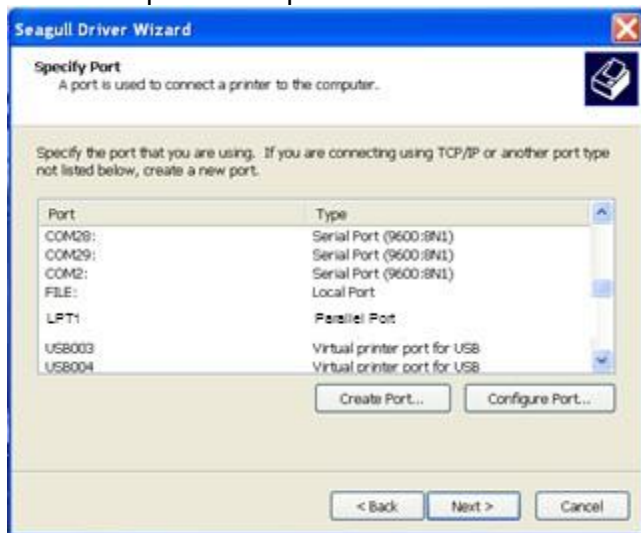 Seagull Driver Wizard
Specify Port
A port is used to connect a printer to the computer.
Specify the port that you are using. If you are connecting using TCP/IP or another port type
not listed below, create a new port.
Port Type
COM28: Serial Port (9600:8N1)
COM29: Serial Port (9600:8N1)
COM2: Serial Port (9600:8N1)
FILE: Local Port
LPT1 Parallel Port
USB003 Virtual printer port for USB
USB004 Virtual printer port for USB
Create Port... Configure Port...
< Back Next > Cancel